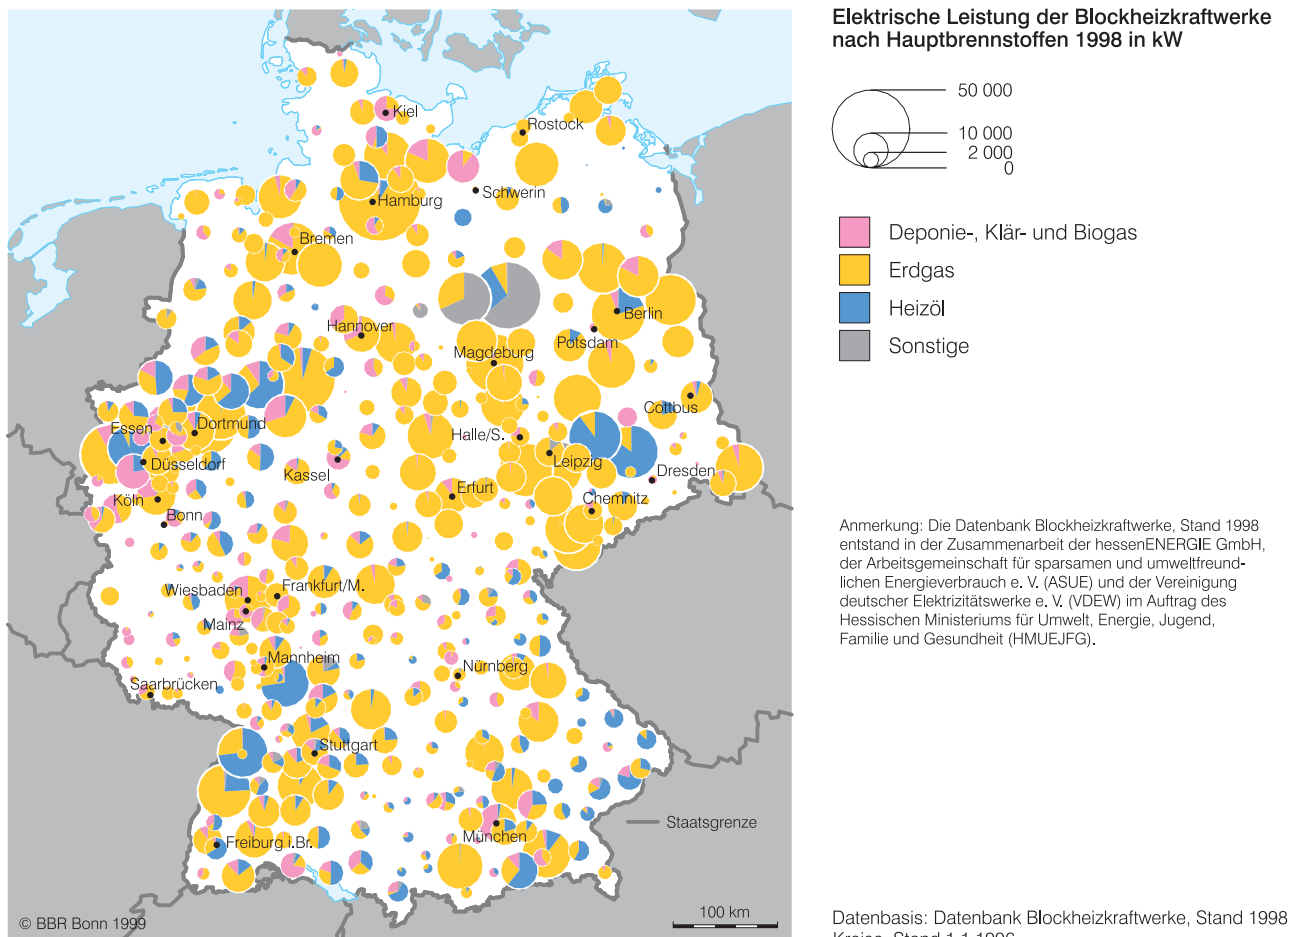 Elektrische Leistung der Blockheizkraftwerke
nach Hauptbrennstoffen 1998 in kW
50 000
10 000
2 000
0
Deponie-, Klär- und Biogas
Erdgas
Heizöl
Sonstige
Kiel
Rostock
Schwerin
Hamburg
Bremen
Berlin
Hannover
Potsdam
Magdeburg
Cottbus
Dortmund
Essen
Halle/S.
Leipzig
Düsseldorf
Kassel
Dresden
Erfurt
Köln
Chemnitz
Bonn
Wiesbaden
Frankfurt/M.
Mainz
Mannheim
Nürnberg
Saarbrücken
Stuttgart
München
Freiburg i.Br.
Staatsgrenze
100 km
© BBR Bonn 1999
Anmerkung: Die Datenbank Blockheizkraftwerke, Stand 1998
entstand in der Zusammenarbeit der hessenENERGIE GmbH,
der Arbeitsgemeinschaft für sparsamen und umweltfreund-
lichen Energieverbrauch e. V. (ASUE) und der Vereinigung
deutscher Elektrizitätswerke e. V. (VDEW) im Auftrag des
Hessischen Ministeriums für Umwelt, Energie, Jugend,
Familie und Gesundheit (HMUEJFG).
Datenbasis: Datenbank Blockheizkraftwerke, Stand 1998
Kreise, Stand 1.1.1996